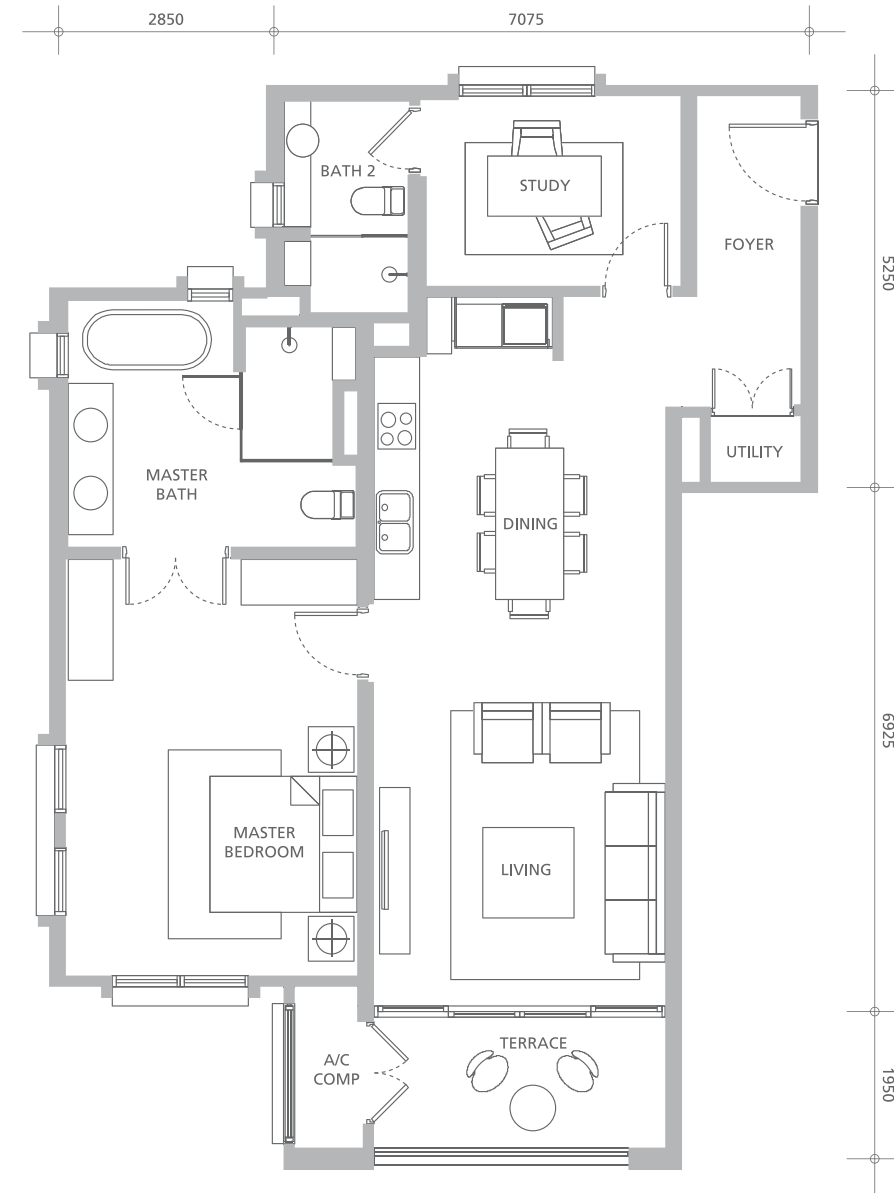 2850
7075
BATH 2
STUDY
FOYER
5250
MASTER
BATH
UTILITY
DINING
6925
MASTER
BEDROOM
LIVING
TERRACE
A/C
COMP
1950